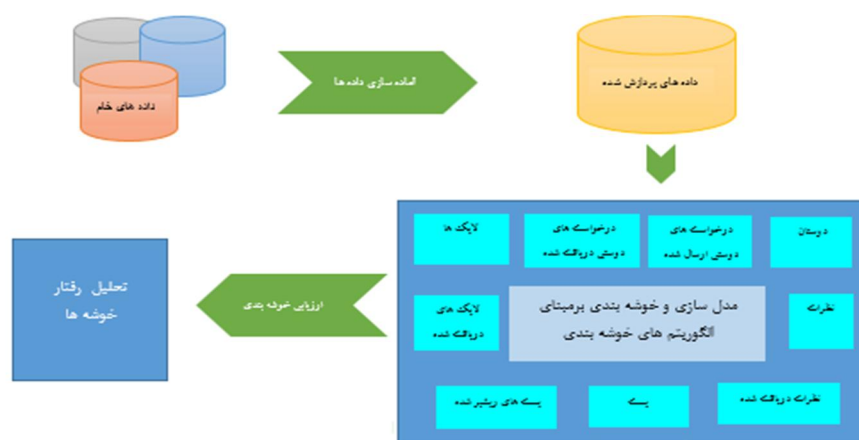 داده های خام
آماده سازی داده ها
داده های پردازش شده
دوستان
درخواست های
دوستی ارسال شده
درخواست های
دوستی دریافت شده
لایک ها
نظرات
مدل سازی و خوشه بندی برمبنای
الگوریتم های خوشه بندی
لایک های
دریافت شده
نظرات دریافت شده
پست
پست های ریشیر شده
ارزیابی خوشه بندی
تحلیل رفتار
خوشه ها